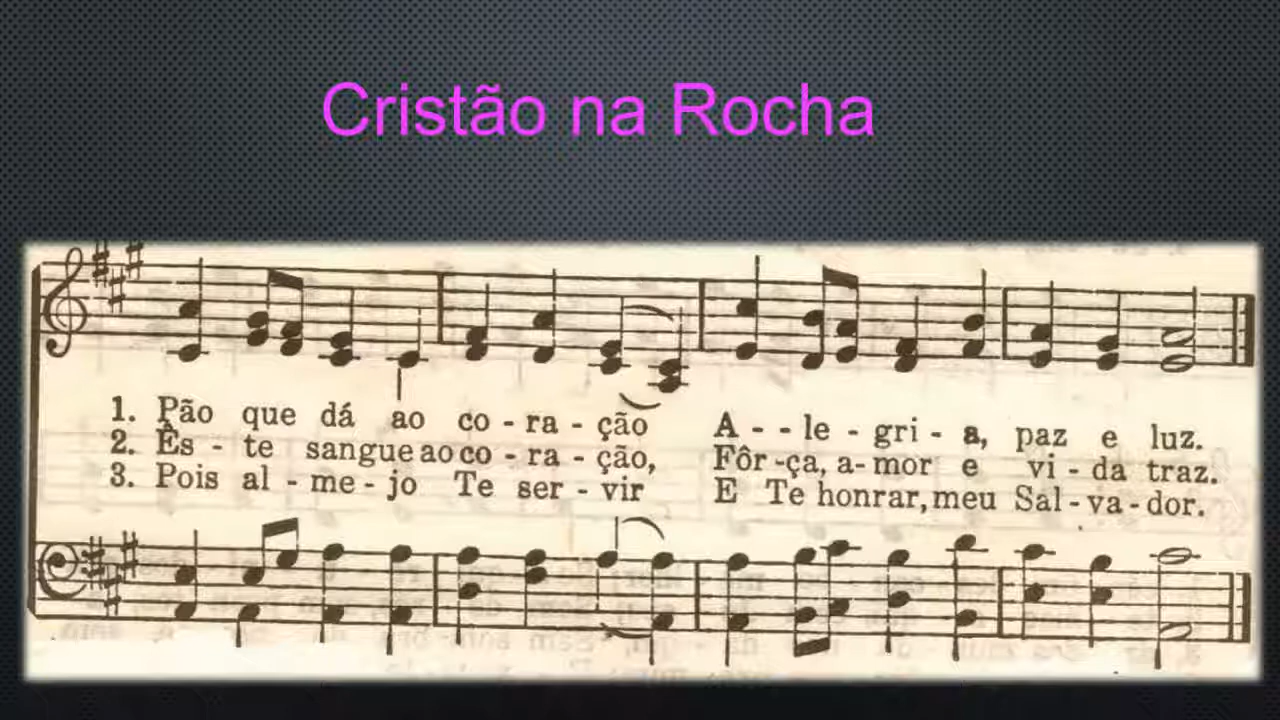 Cristão na Rocha
1. Pão que dá ao co - ra - ção A - - le - gri - a, paz e luz.
2. Ês - te sangue ao co - ra - ção, Fôr - ça, a - mor e vi - da traz.
3. Pois al - me - jo Te ser - vir E Te honrar, meu Sal - va - dor.